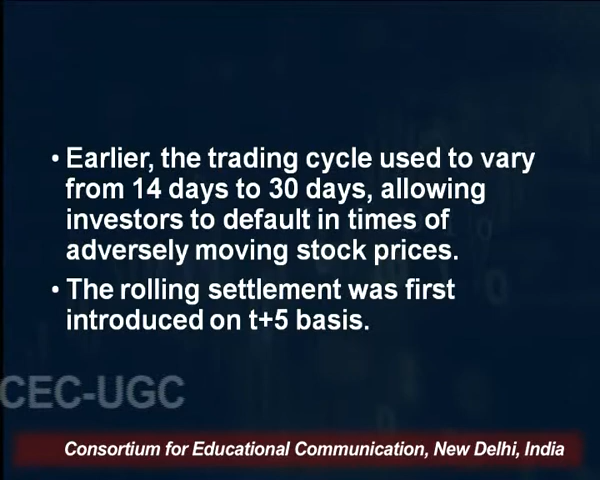 • Earlier, the trading cycle used to vary
from 14 days to 30 days, allowing
investors to default in times of
adversely moving stock prices.
• The rolling settlement was first
introduced on t+5 basis.
CEC-UGC
Consortium for Educational Communication, New Delhi, India